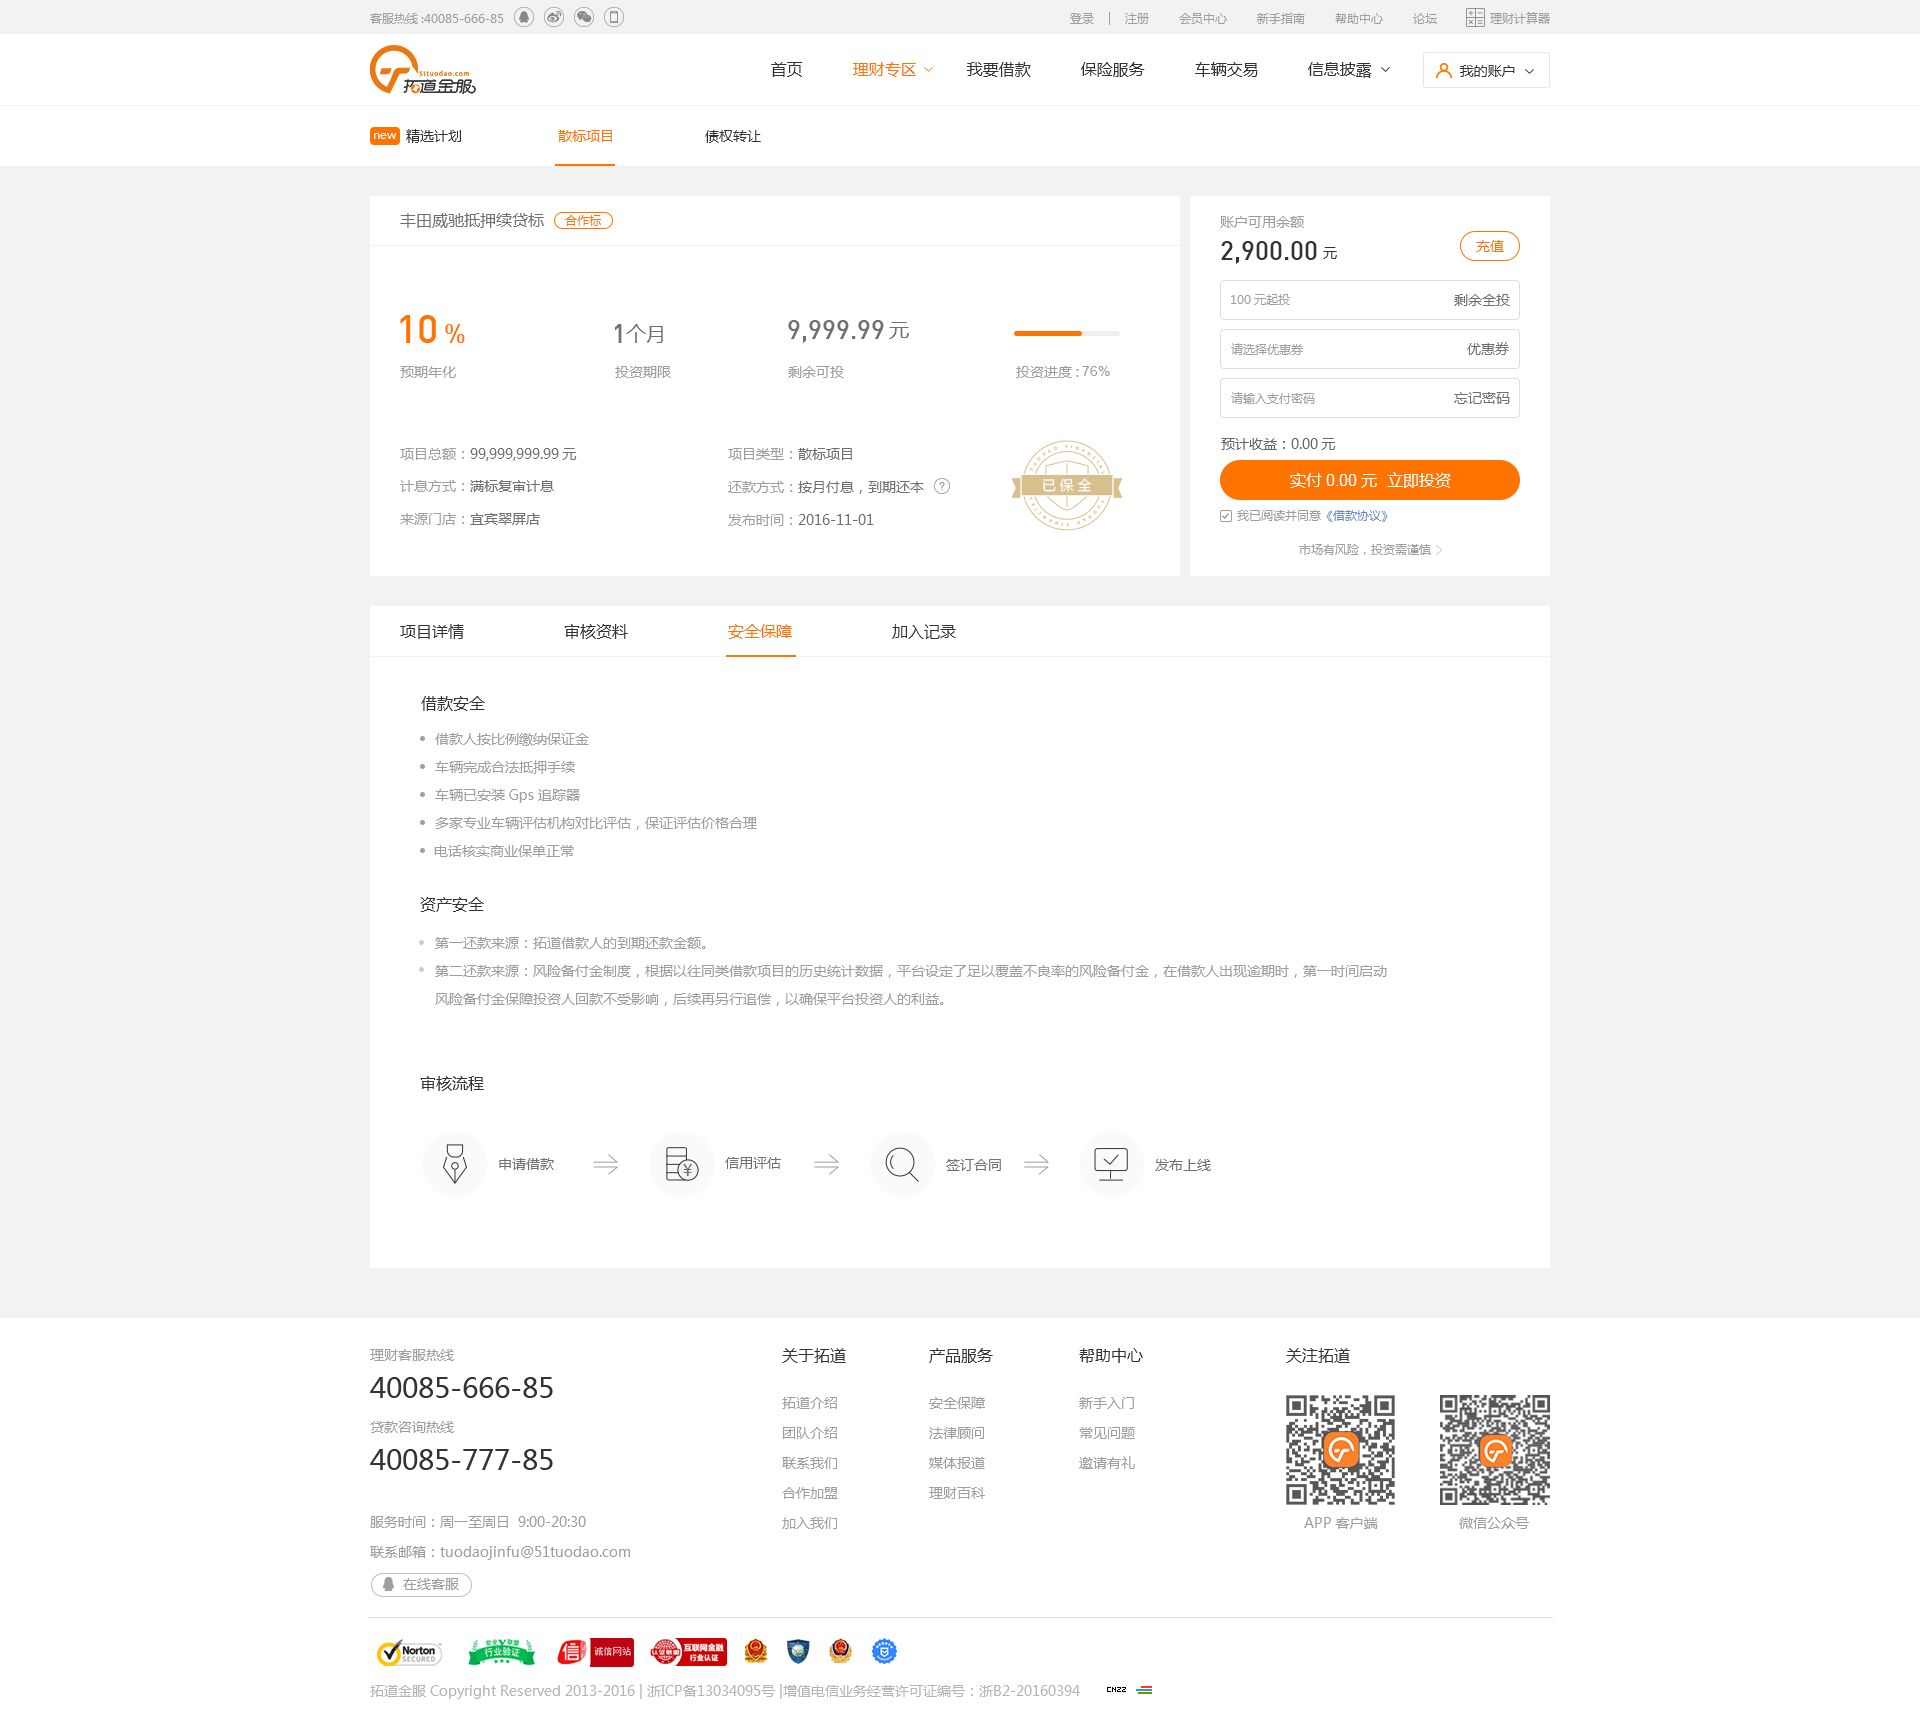 客服热线 :40085-666-85
登录 | 注册 会员中心 新手指南 帮助中心 论坛 理财计算器
51tuodao.com
拓道金服
首页 理财专区 我要借款 保险服务 车辆交易 信息披露 我的账户
new 精选计划 散标项目 债权转让
丰田威驰抵押续贷标 合作标
10 % 1个月 9,999.99 元
预期年化 投资期限 剩余可投 投资进度 : 76%
项目总额：99,999,999.99 元 项目类型：散标项目
计息方式：满标复审计息 还款方式：按月付息，到期还本 ?
来源门店：宜宾翠屏店 发布时间：2016-11-01
TUODAO FINANCIAL
已保全
账户可用余额
2,900.00 元 充值
100 元起投 剩余全投
请选择优惠券 优惠券
请输入支付密码 忘记密码
预计收益：0.00 元
实付 0.00 元 立即投资
我已阅读并同意《借款协议》
市场有风险，投资需谨慎
项目详情 审核资料 安全保障 加入记录
借款安全
借款人按比例缴纳保证金
车辆完成合法抵押手续
车辆已安装 Gps 追踪器
多家专业车辆评估机构对比评估，保证评估价格合理
电话核实商业保单正常
资产安全
第一还款来源：拓道借款人的到期还款金额。
第二还款来源：风险备付金制度，根据以往同类借款项目的历史统计数据，平台设定了足以覆盖不良率的风险备付金，在借款人出现逾期时，第一时间启动
风险备付金保障投资人回款不受影响，后续再另行追偿，以确保平台投资人的利益。
审核流程
申请借款 信用评估 签订合同 发布上线
理财客服热线
40085-666-85
贷款咨询热线
40085-777-85
服务时间：周一至周日 9:00-20:30
联系邮箱：tuodaojinfu@51tuodao.com
在线客服
关于拓道
拓道介绍
团队介绍
联系我们
合作加盟
加入我们
产品服务
安全保障
法律顾问
媒体报道
理财百科
帮助中心
新手入门
常见问题
邀请有礼
关注拓道
APP 客户端 微信公众号
Norton SECURED
安全联盟 行业验证
信 诚信网站
互联网金融 行业认证
拓道金服 Copyright Reserved 2013-2016 | 浙ICP备13034095号 |增值电信业务经营许可证编号：浙B2-20160394 CNZZ